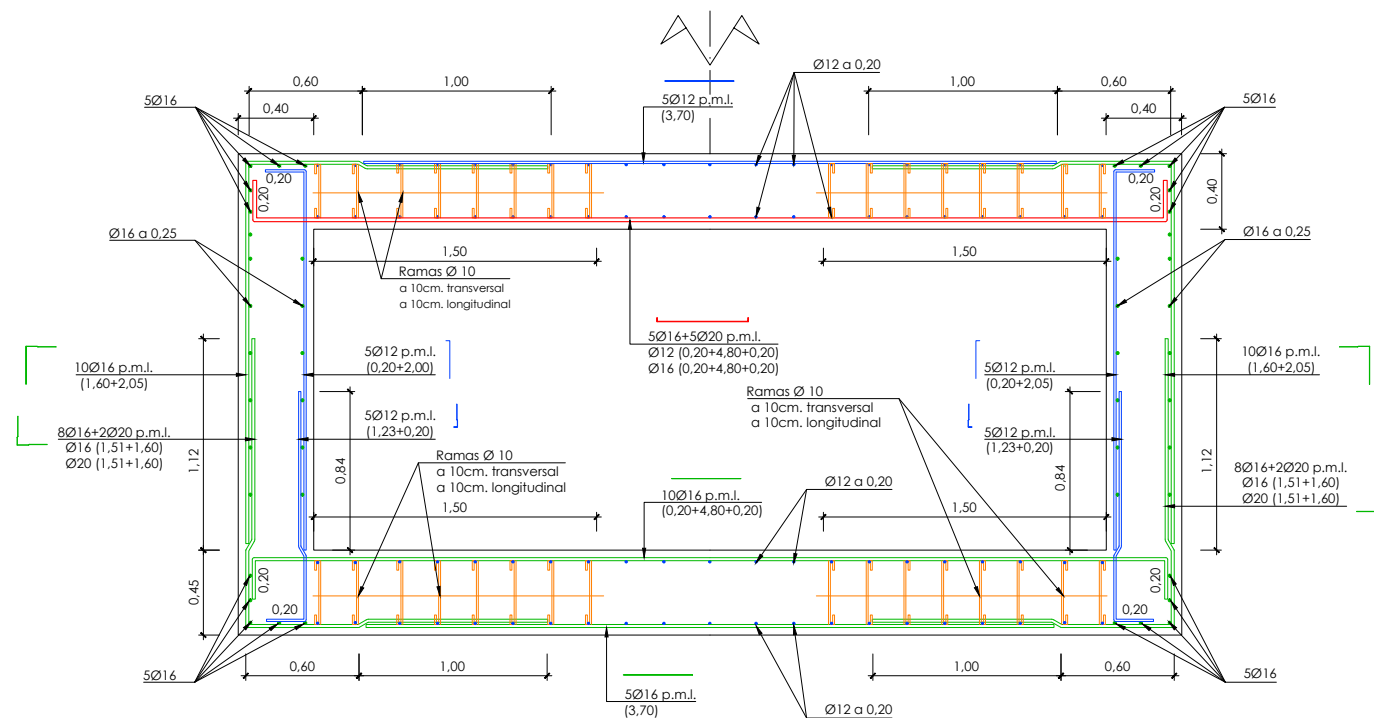 0,60
1,00
Ø12 a 0,20
1,00
0,60
5Ø16
0,40
5Ø12 p.m.l.
(3,70)
0,40
5Ø16
0,20
0,20
0,20
0,20
0,40
Ø16 a 0,25
Ø16 a 0,25
1,50
1,50
Ramas Ø 10
a 10cm. transversal
a 10cm. longitudinal
5Ø16+5Ø20 p.m.l.
Ø12 (0,20+4,80+0,20)
Ø16 (0,20+4,80+0,20)
10Ø16 p.m.l.
(1,60+2,05)
5Ø12 p.m.l.
(0,20+2,00)
5Ø12 p.m.l.
(0,20+2,05)
10Ø16 p.m.l.
(1,60+2,05)
Ramas Ø 10
a 10cm. transversal
a 10cm. longitudinal
5Ø12 p.m.l.
(1,23+0,20)
5Ø12 p.m.l.
(1,23+0,20)
8Ø16+2Ø20 p.m.l.
Ø16 (1,51+1,60)
Ø20 (1,51+1,60)
1,12
0,84
Ramas Ø 10
a 10cm. transversal
a 10cm. longitudinal
0,84
1,12
8Ø16+2Ø20 p.m.l.
Ø16 (1,51+1,60)
Ø20 (1,51+1,60)
10Ø16 p.m.l.
(0,20+4,80+0,20)
Ø12 a 0,20
1,50
1,50
0,45
0,20
0,20
0,20
0,20
5Ø16
0,60
1,00
5Ø16 p.m.l.
(3,70)
Ø12 a 0,20
1,00
0,60
5Ø16